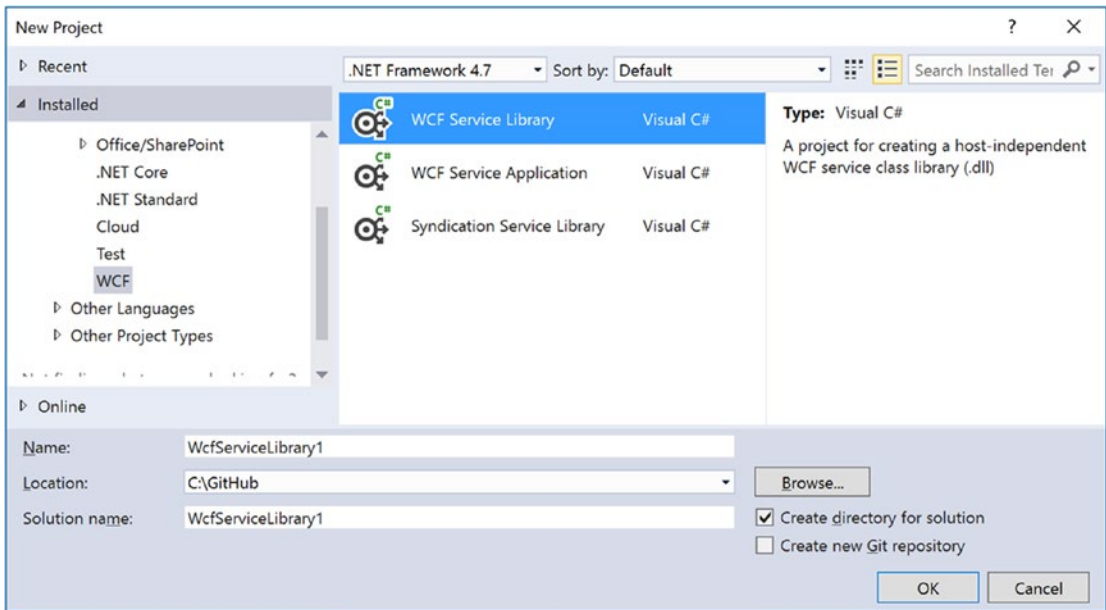 New Project
?
Recent
.NET Framework 4.7
Sort by: Default
Search Installed Ter
Installed
Office/SharePoint
.NET Core
.NET Standard
Cloud
Test
WCF
Other Languages
Other Project Types
Online
C#
WCF Service Library Visual C#
C#
WCF Service Application Visual C#
C#
Syndication Service Library Visual C#
Type: Visual C#
A project for creating a host-independent
WCF service class library (.dll)
Name: WcfServiceLibrary1
Location: C:\GitHub
Browse...
Solution name: WcfServiceLibrary1
Create directory for solution
Create new Git repository
OK
Cancel